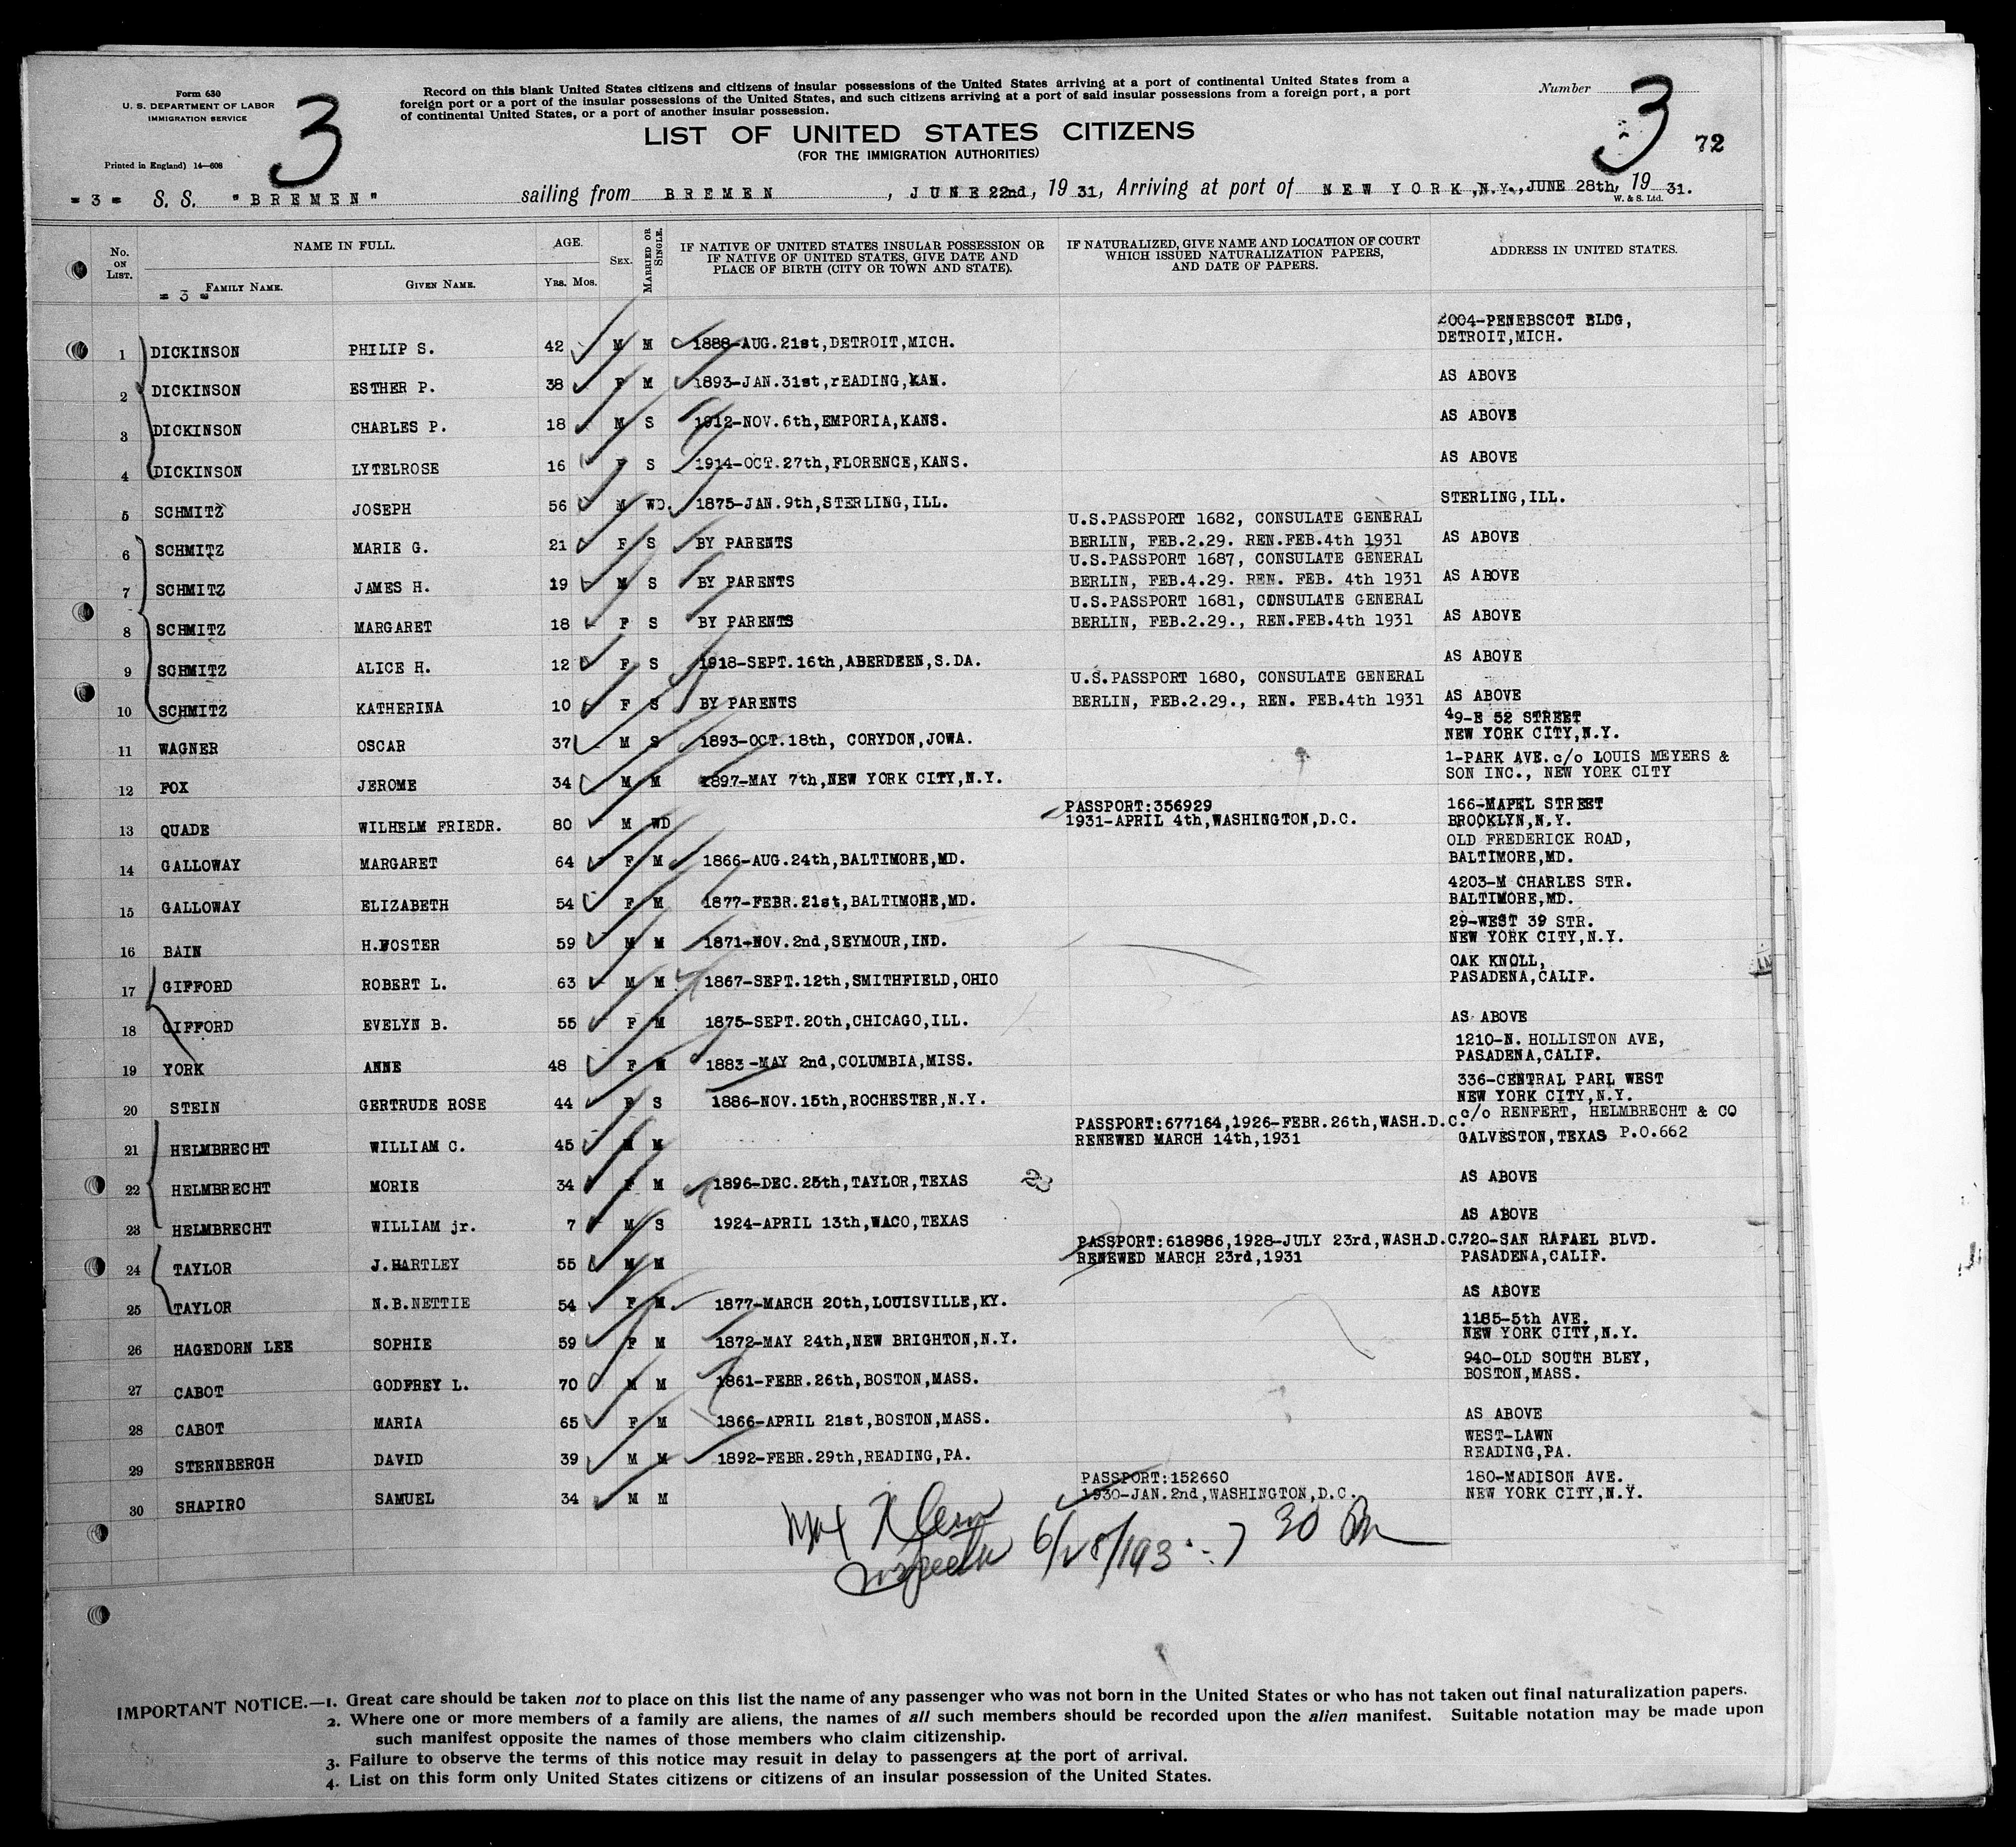 Form 630
U. S. DEPARTMENT OF LABOR
IMMIGRATION SERVICE
Printed in England) 14—608
3
Record on this blank United States citizens and citizens of insular possessions of the United States arriving at a port of continental United States from a
foreign port or a port of the insular possessions of the United States, and such citizens arriving at a port of said insular possessions from a foreign port, a port
of continental United States, or a port of another insular possession.
LIST OF UNITED STATES CITIZENS
(FOR THE IMMIGRATION AUTHORITIES)
Number 3
72
= 3 = S. S. "BREMEN" sailing from BREMEN, JUNE 22nd, 19 31, Arriving at port of NEW YORK,N.Y., JUNE 28th, 19 31.
W. & S. Ltd.
No. ON LIST. NAME IN FULL. AGE. SEX. MARRIED OR SINGLE. IF NATIVE OF UNITED STATES INSULAR POSSESSION OR IF NATIVE OF UNITED STATES, GIVE DATE AND PLACE OF BIRTH (CITY OR TOWN AND STATE). IF NATURALIZED, GIVE NAME AND LOCATION OF COURT WHICH ISSUED NATURALIZATION PAPERS, AND DATE OF PAPERS. ADDRESS IN UNITED STATES.
= 3 = FAMILY NAME. GIVEN NAME. YRS. MOS.
2004-PENEBSCOT BLDG,
1 DICKINSON PHILIP S. 42 M M 1888-AUG.21st,DETROIT,MICH. DETROIT,MICH.
2 DICKINSON ESTHER P. 38 F M 1893-JAN.31st,rEADING,KAN. AS ABOVE
3 DICKINSON CHARLES P. 18 M S 1912-NOV.6th,EMPORIA,KANS. AS ABOVE
4 DICKINSON LYTELROSE 16 F S 1914-OCT.27th,FLORENCE,KANS. AS ABOVE
5 SCHMITZ JOSEPH 56 M WD. 1875-JAN.9th,STERLING,ILL. STERLING,ILL.
U.S.PASSPORT 1682, CONSULATE GENERAL
6 SCHMITZ MARIE G. 21 F S BY PARENTS BERLIN, FEB.2.29. REN.FEB.4th 1931 AS ABOVE
U.S.PASSPORT 1687, CONSULATE GENERAL
7 SCHMITZ JAMES H. 19 M S BY PARENTS BERLIN, FEB.4.29. REN. FEB. 4th 1931 AS ABOVE
U.S.PASSPORT 1681, CONSULATE GENERAL
8 SCHMITZ MARGARET 18 F S BY PARENTS BERLIN, FEB.2.29., REN.FEB.4th 1931 AS ABOVE
9 SCHMITZ ALICE H. 12 F S 1918-SEPT.16th,ABERDEEN,S.DA. AS ABOVE
U.S.PASSPORT 1680, CONSULATE GENERAL
10 SCHMITZ KATHERINA 10 F S BY PARENTS BERLIN, FEB.2.29., REN. FEB.4th 1931 AS ABOVE
49-E 52 STREET
11 WAGNER OSCAR 37 M S 1893-OCT.18th, CORYDON,JOWA. NEW YORK CITY,N.Y.
1-PARK AVE.c/o LOUIS MEYERS &
12 FOX JEROME 34 M M 1897-MAY 7th,NEW YORK CITY,N.Y. SON INC., NEW YORK CITY
PASSPORT:356929 166-MAPEL STREET
13 QUADE WILHELM FRIEDR. 80 M WD 1931-APRIL 4th,WASHINGTON,D.C. BROOKLYN,N.Y.
OLD FREDERICK ROAD,
14 GALLOWAY MARGARET 64 F M 1866-AUG.24th,BALTIMORE,MD. BALTIMORE,MD.
4203-M CHARLES STR.
15 GALLOWAY ELIZABETH 54 F M 1877-FEBR.21st,BALTIMORE,MD. BALTIMORE,MD.
29-WEST 39 STR.
16 BAIN H.FOSTER 59 M M 1871-NOV.2nd,SEYMOUR,IND. NEW YORK CITY,N.Y.
OAK KNOLL,
17 GIFFORD ROBERT L. 63 M M 1867-SEPT.12th,SMITHFIELD,OHIO PASADENA,CALIF.
18 GIFFORD EVELYN B. 55 F M 1875-SEPT.20th,CHICAGO,ILL. AS ABOVE
1210-N. HOLLISTON AVE,
19 YORK ANNE 48 F M 1883-MAY 2nd,COLUMBIA,MISS. PASADENA,CALIF.
336-CENTRAL PARL WEST
20 STEIN GERTRUDE ROSE 44 F S 1886-NOV.15th,ROCHESTER,N.Y. NEW YORK CITY,N.Y.
PASSPORT:677164,1926-FEBR.26th,WASH.D.C. c/o RENFERT, HELMBRECHT & CO
21 HELMBRECHT WILLIAM C. 45 M M RENEWED MARCH 14th,1931 GALVESTON,TEXAS P.O.662
22 HELMBRECHT MORIE 34 F M 1896-DEC.25th,TAYLOR,TEXAS AS ABOVE
23 HELMBRECHT WILLIAM jr. 7 M S 1924-APRIL 13th,WACO,TEXAS AS ABOVE
PASSPORT:618986,1928-JULY 23rd,WASH.D.C. 720-SAN RAFAEL BLVD.
24 TAYLOR J.HARTLEY 55 M M RENEWED MARCH 23rd,1931 PASADENA,CALIF.
25 TAYLOR N.B.NETTIE 54 F M 1877-MARCH 20th,LOUISVILLE,KY. AS ABOVE
1185-5th AVE.
26 HAGEDORN LEE SOPHIE 59 F M 1872-MAY 24th,NEW BRIGHTON,N.Y. NEW YORK CITY,N.Y.
940-OLD SOUTH BLEY,
27 CABOT GODFREY L. 70 M M 1861-FEBR.26th,BOSTON,MASS. BOSTON,MASS.
28 CABOT MARIA 65 F M 1866-APRIL 21st,BOSTON,MASS. AS ABOVE
WEST-LAWN
29 STERNBERGH DAVID 39 M M 1892-FEBR.29th,READING,PA. READING,PA.
PASSPORT:152660 180-MADISON AVE.
30 SHAPIRO SAMUEL 34 M M 1930-JAN.2nd,WASHINGTON,D.C. NEW YORK CITY,N.Y.
Max Klein 6/28/193 7 30 Pm
Inspector
IMPORTANT NOTICE.—1. Great care should be taken not to place on this list the name of any passenger who was not born in the United States or who has not taken out final naturalization papers.
2. Where one or more members of a family are aliens, the names of all such members should be recorded upon the alien manifest. Suitable notation may be made upon
such manifest opposite the names of those members who claim citizenship.
3. Failure to observe the terms of this notice may result in delay to passengers at the port of arrival.
4. List on this form only United States citizens or citizens of an insular possession of the United States.